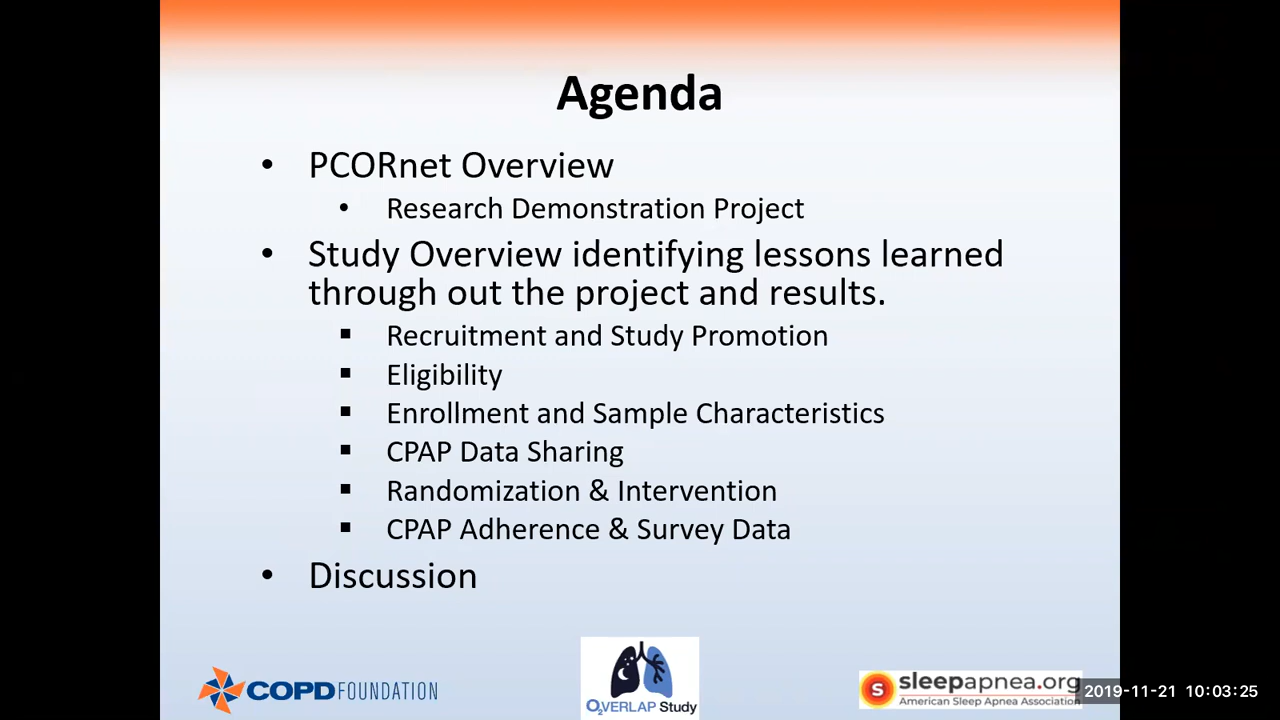 Agenda
• PCORnet Overview
• Research Demonstration Project
• Study Overview identifying lessons learned
through out the project and results.
▪ Recruitment and Study Promotion
▪ Eligibility
▪ Enrollment and Sample Characteristics
▪ CPAP Data Sharing
▪ Randomization & Intervention
▪ CPAP Adherence & Survey Data
• Discussion
COPD FOUNDATION
O₂VERLAP Study
S sleepapnea.org
American Sleep Apnea Association
2019-11-21 10:03:25